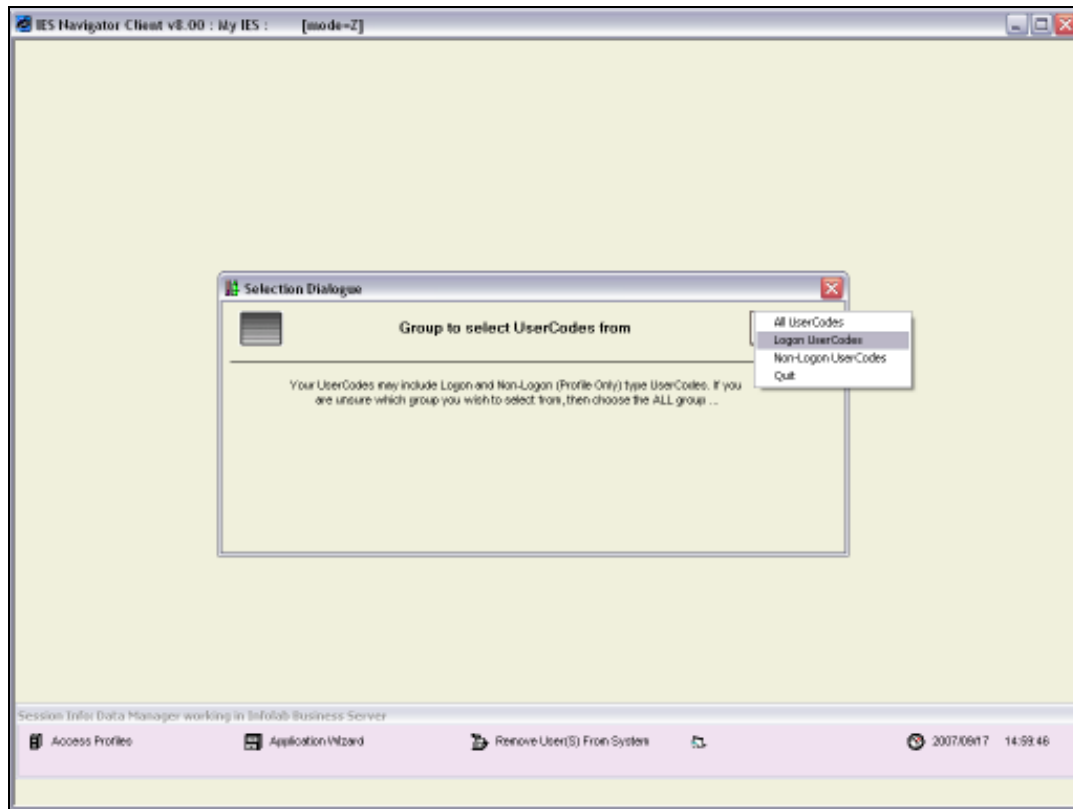 IES Navigator Client v8.00 : My IES : [mode=Z]
Selection Dialogue
Group to select UserCodes from
All UserCodes
Logon UserCodes
Non-Logon UserCodes
Quit
Your UserCodes may include Logon and Non-Logon (Profile Only) type UserCodes. If you
are unsure which group you wish to select from, then choose the ALL group ...
Session Info: Data Manager working in Infolab Business Server
Access Profiles
Application Wizard
Remove User(S) From System
2007/09/17 14:59:46